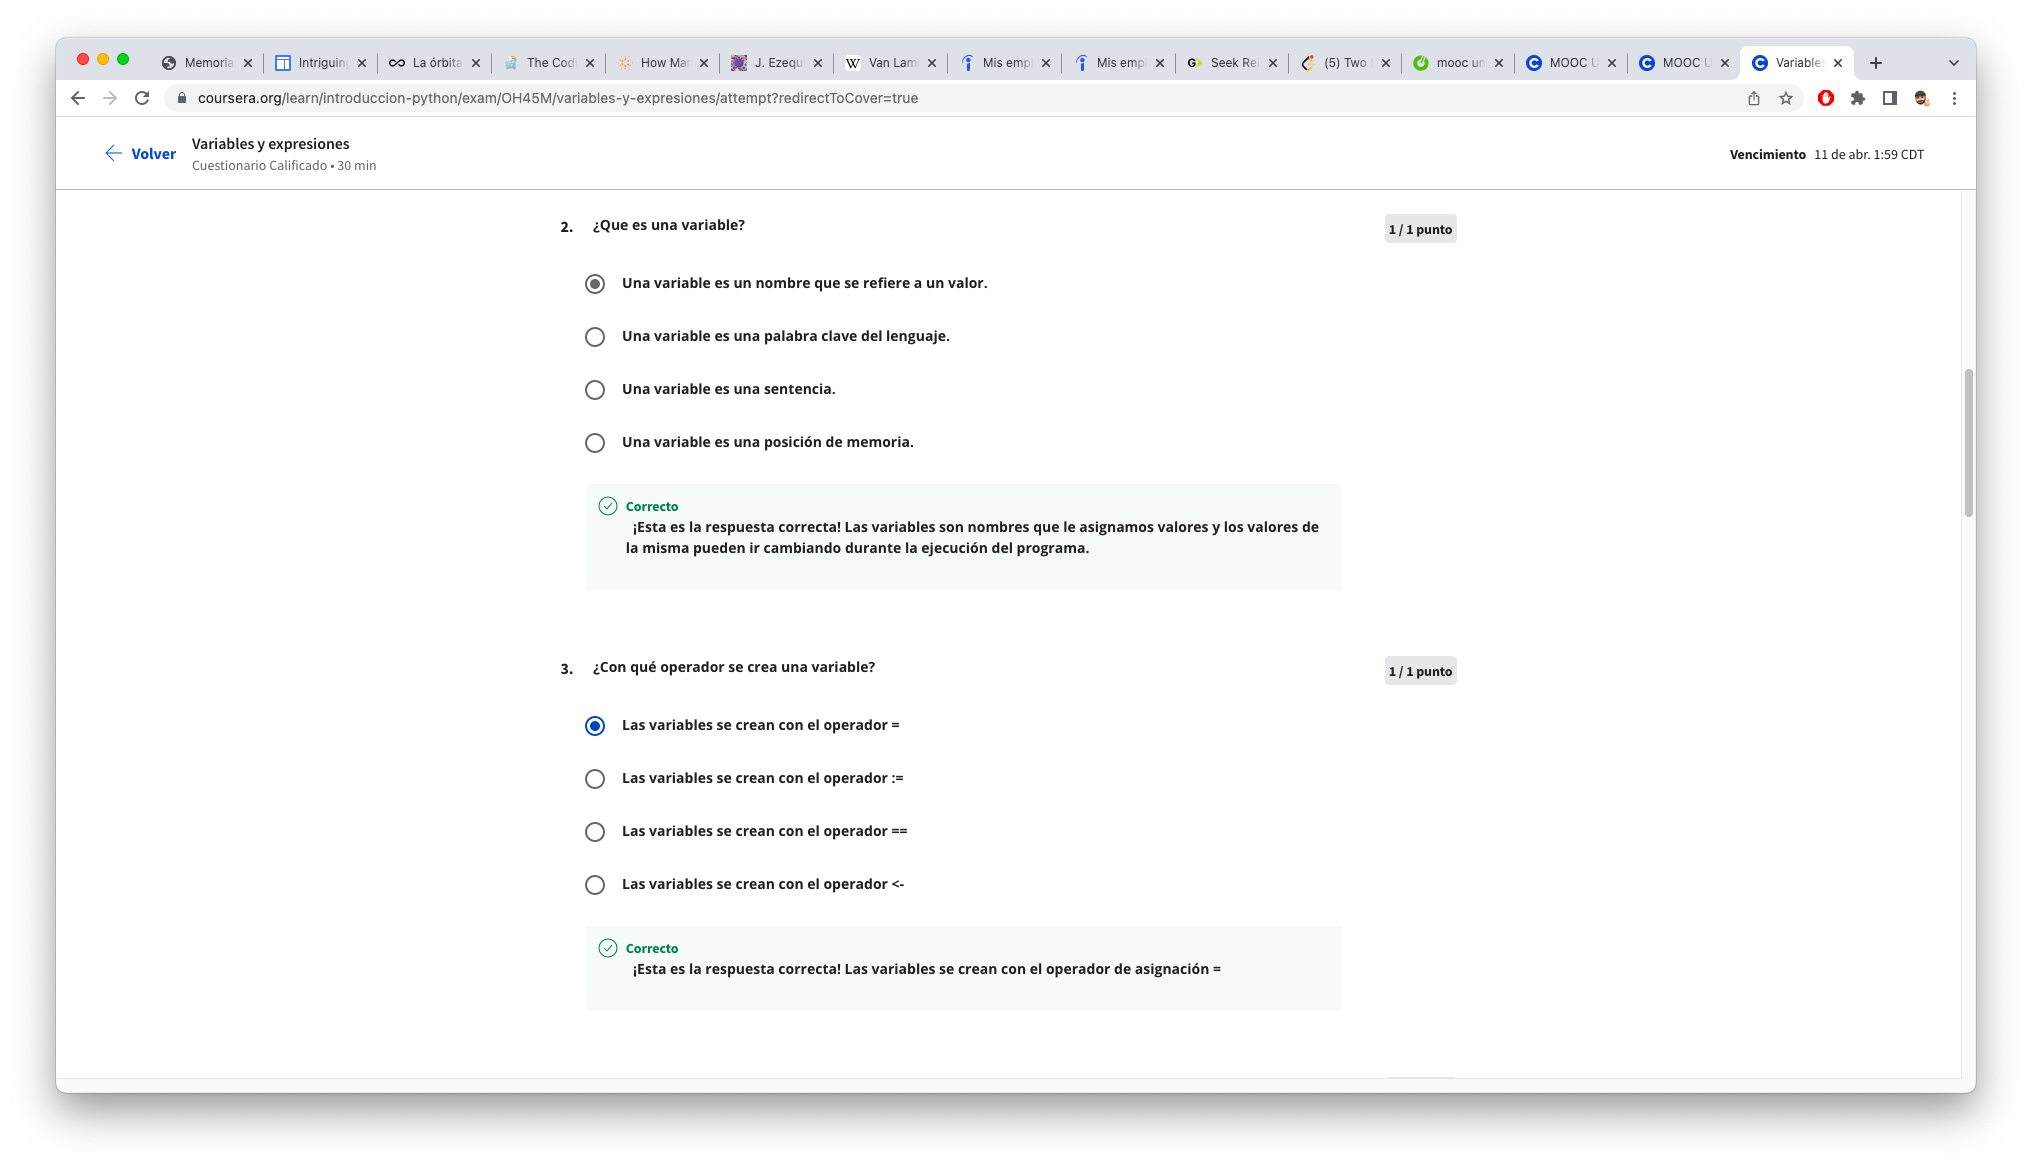 Memoria
Intriguin
La órbita
The Codi
How Mar
J. Ezequ
Van Lam
Mis emp
Mis emp
Seek Re
(5) Two
mooc un
MOOC U
MOOC U
Variables
coursera.org/learn/introduccion-python/exam/OH45M/variables-y-expresiones/attempt?redirectToCover=true
Volver
Variables y expresiones
Cuestionario Calificado • 30 min
Vencimiento 11 de abr. 1:59 CDT
2. ¿Que es una variable?
1 / 1 punto
Una variable es un nombre que se refiere a un valor.
Una variable es una palabra clave del lenguaje.
Una variable es una sentencia.
Una variable es una posición de memoria.
Correcto
¡Esta es la respuesta correcta! Las variables son nombres que le asignamos valores y los valores de
la misma pueden ir cambiando durante la ejecución del programa.
3. ¿Con qué operador se crea una variable?
1 / 1 punto
Las variables se crean con el operador =
Las variables se crean con el operador :=
Las variables se crean con el operador ==
Las variables se crean con el operador <-
Correcto
¡Esta es la respuesta correcta! Las variables se crean con el operador de asignación =